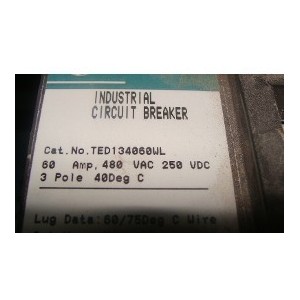 INDUSTRIAL
CIRCUIT BREAKER
Cat.No.TED134060WL
60 Amp,480 VAC 250 VDC
3 Pole 40Deg C
Lug Data:60/75Deg C Wire